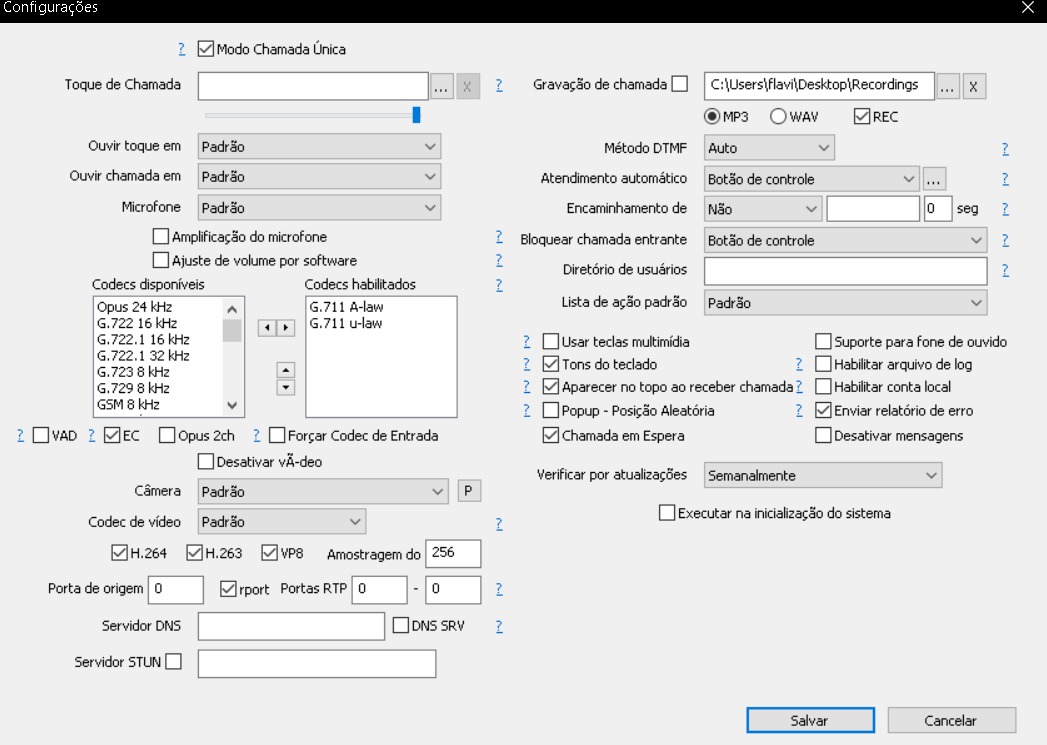 Configurações
? Modo Chamada Única
Toque de Chamada ... X ?
Ouvir toque em Padrão
Ouvir chamada em Padrão
Microfone Padrão
Amplificação do microfone ?
Ajuste de volume por software ?
Codecs disponíveis Codecs habilitados ?
Opus 24 kHz
G.722 16 kHz
G.722.1 16 kHz
G.722.1 32 kHz
G.723 8 kHz
G.729 8 kHz
GSM 8 kHz
G.711 A-law
G.711 u-law
? VAD ? EC Opus 2ch ? Forçar Codec de Entrada
Desativar vÃ-deo
Câmera Padrão P
Codec de vídeo Padrão ?
H.264 H.263 VP8 Amostragem do 256
Porta de origem 0 rport Portas RTP 0 - 0 ?
Servidor DNS DNS SRV ?
Servidor STUN
Gravação de chamada C:\Users\flavi\Desktop\Recordings ... X
MP3 WAV REC
Método DTMF Auto ?
Atendimento automático Botão de controle ... ?
Encaminhamento de Não 0 seg ?
Bloquear chamada entrante Botão de controle ?
Diretório de usuários ?
Lista de ação padrão Padrão
? Usar teclas multimídia Suporte para fone de ouvido
? Tons do teclado ? Habilitar arquivo de log
? Aparecer no topo ao receber chamada ? Habilitar conta local
? Popup - Posição Aleatória ? Enviar relatório de erro
Chamada em Espera Desativar mensagens
Verificar por atualizações Semanalmente
Executar na inicialização do sistema
Salvar Cancelar